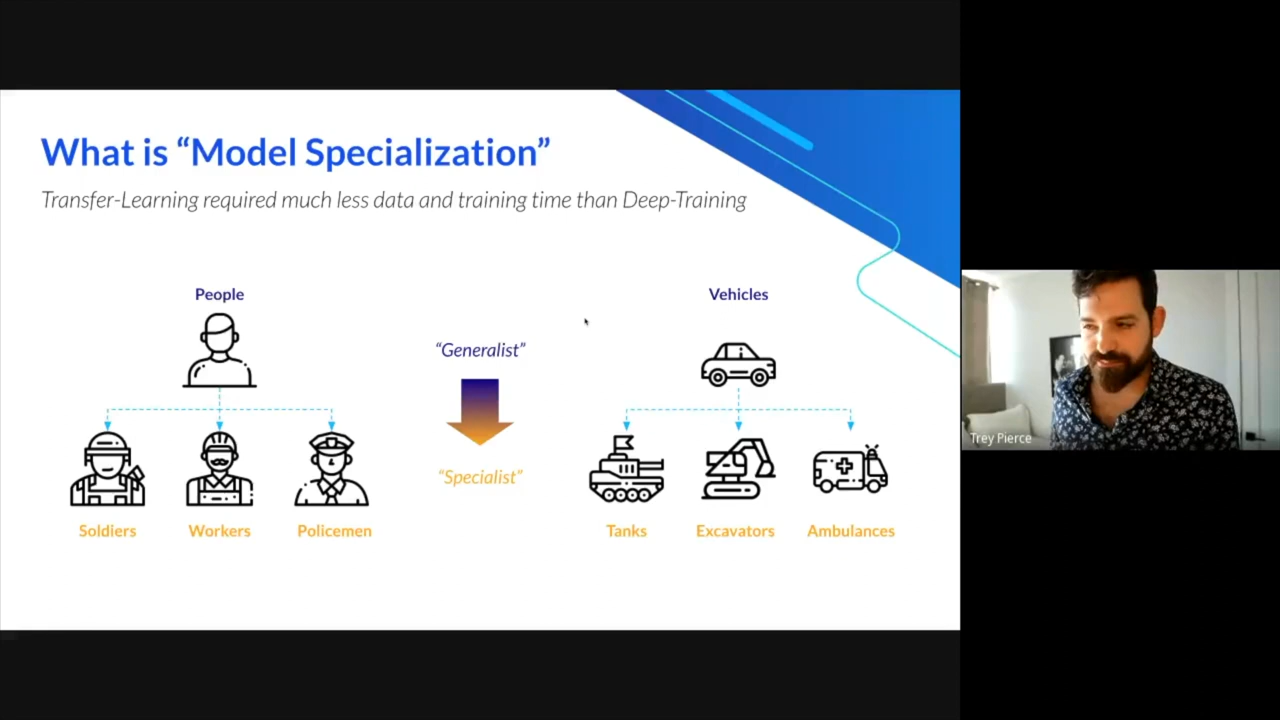 What is “Model Specialization”
Transfer-Learning required much less data and training time than Deep-Training
People
Vehicles
“Generalist”
“Specialist”
Soldiers
Workers
Policemen
Tanks
Excavators
Ambulances
Trey Pierce